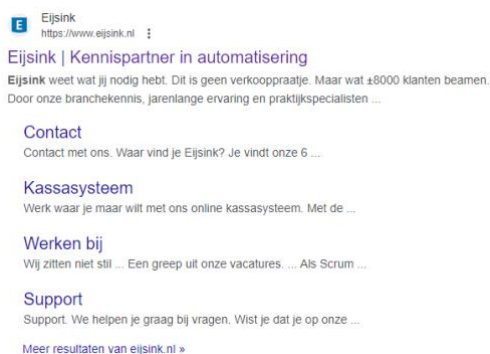 E
Eijsink
https://www.eijsink.nl
Eijsink | Kennispartner in automatisering
Eijsink weet wat jij nodig hebt. Dit is geen verkooppraatje. Maar wat ±8000 klanten beamen.
Door onze branchekennis, jarenlange ervaring en praktijkspecialisten ...
Contact
Contact met ons. Waar vind je Eijsink? Je vindt onze 6 ...
Kassasysteem
Werk waar je maar wilt met ons online kassasysteem. Met de ...
Werken bij
Wij zitten niet stil ... Een greep uit onze vacatures. ... Als Scrum ...
Support
Support. We helpen je graag bij vragen. Wist je dat je op onze ...
Meer resultaten van eijsink.nl »